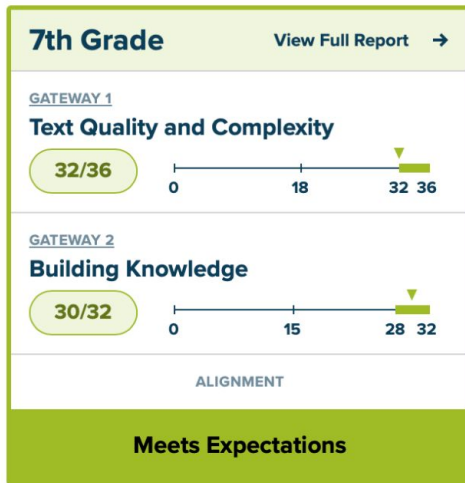 7th Grade View Full Report →
GATEWAY 1
Text Quality and Complexity
32/36
0 18 32 36
GATEWAY 2
Building Knowledge
30/32
0 15 28 32
ALIGNMENT
Meets Expectations